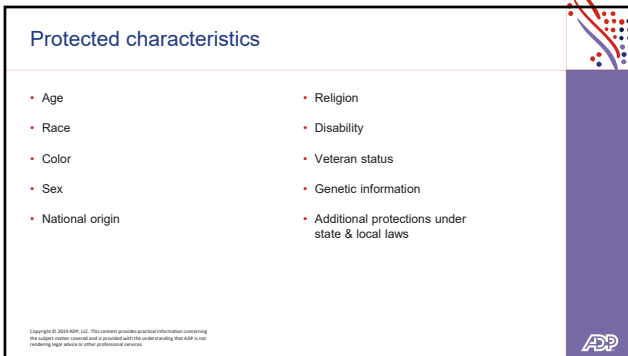 Protected characteristics
• Age
• Race
• Color
• Sex
• National origin
• Religion
• Disability
• Veteran status
• Genetic information
• Additional protections under
state & local laws
Copyright © 2019 ADP, LLC. This content provides practical information concerning
the subject matter covered and is provided with the understanding that ADP is not
rendering legal advice or other professional services.
ADP